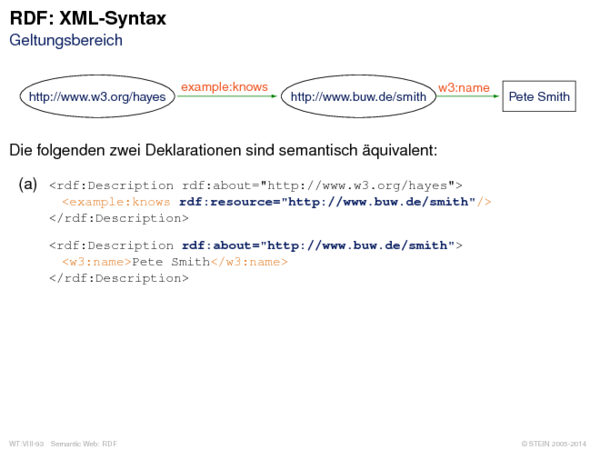 RDF: XML-Syntax
Geltungsbereich
http://www.w3.org/hayes example:knows http://www.buw.de/smith w3:name Pete Smith
Die folgenden zwei Deklarationen sind semantisch äquivalent:
(a) <rdf:Description rdf:about="http://www.w3.org/hayes">
<example:knows rdf:resource="http://www.buw.de/smith"/>
</rdf:Description>
<rdf:Description rdf:about="http://www.buw.de/smith">
<w3:name>Pete Smith</w3:name>
</rdf:Description>
WT:VIII-93 Semantic Web: RDF © STEIN 2005-2014